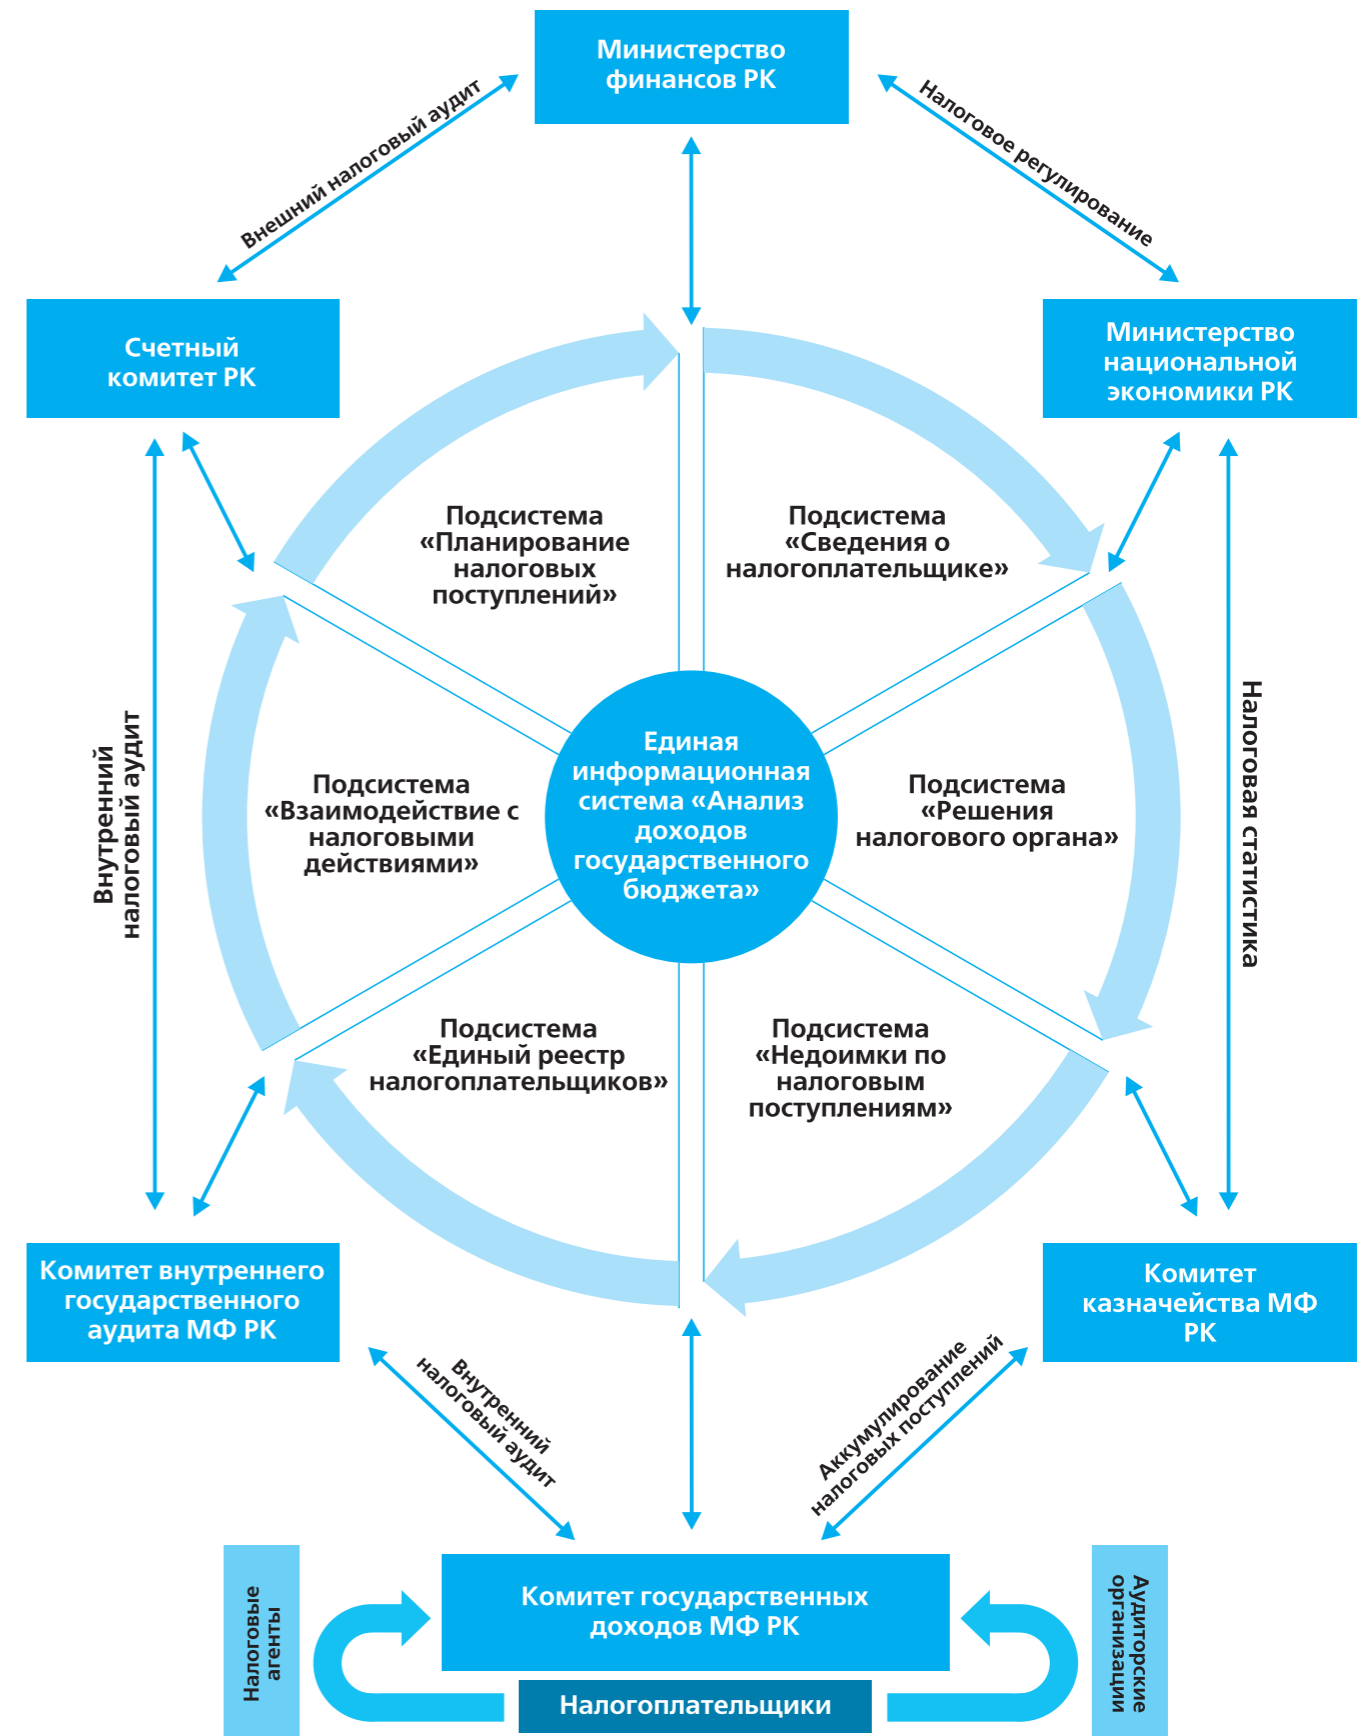 Министерство
финансов РК
Внешний налоговый аудит
Налоговое регулирование
Счетный
комитет РК
Министерство
национальной
экономики РК
Подсистема
«Планирование
налоговых
поступлений»
Подсистема
«Сведения о
налогоплательщике»
Внутренний
налоговый аудит
Подсистема
«Взаимодействие с
налоговыми
действиями»
Единая
информационная
система «Анализ
доходов
государственного
бюджета»
Подсистема
«Решения
налогового органа»
Налоговая статистика
Подсистема
«Единый реестр
налогоплательщиков»
Подсистема
«Недоимки по
налоговым
поступлениям»
Комитет внутреннего
государственного
аудита МФ РК
Комитет
казначейства МФ
РК
Внутренний
налоговый аудит
Аккумулирование
налоговых поступлений
Налоговые
агенты
Комитет государственных
доходов МФ РК
Аудиторские
организации
Налогоплательщики